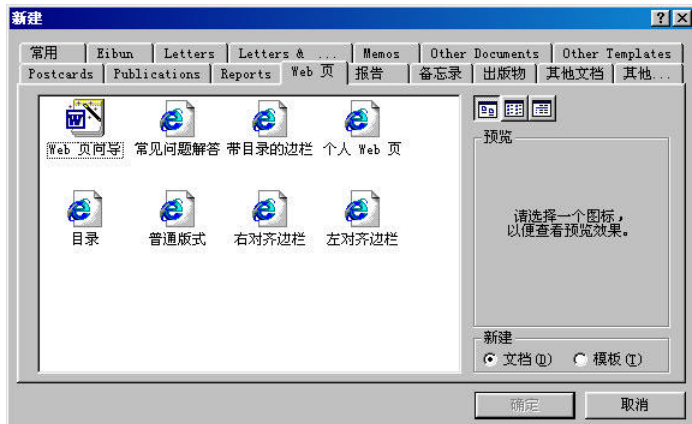 新建
常用 Eibun Letters Letters & ... Memos Other Documents Other Templates
Postcards Publications Reports Web 页 报告 备忘录 出版物 其他文档 其他...
Web 页向导 常见问题解答 带目录的边栏 个人 Web 页
目录 普通版式 右对齐边栏 左对齐边栏
预览
请选择一个图标，
以便查看预览效果。
新建
文档(D) 模板(T)
确定 取消